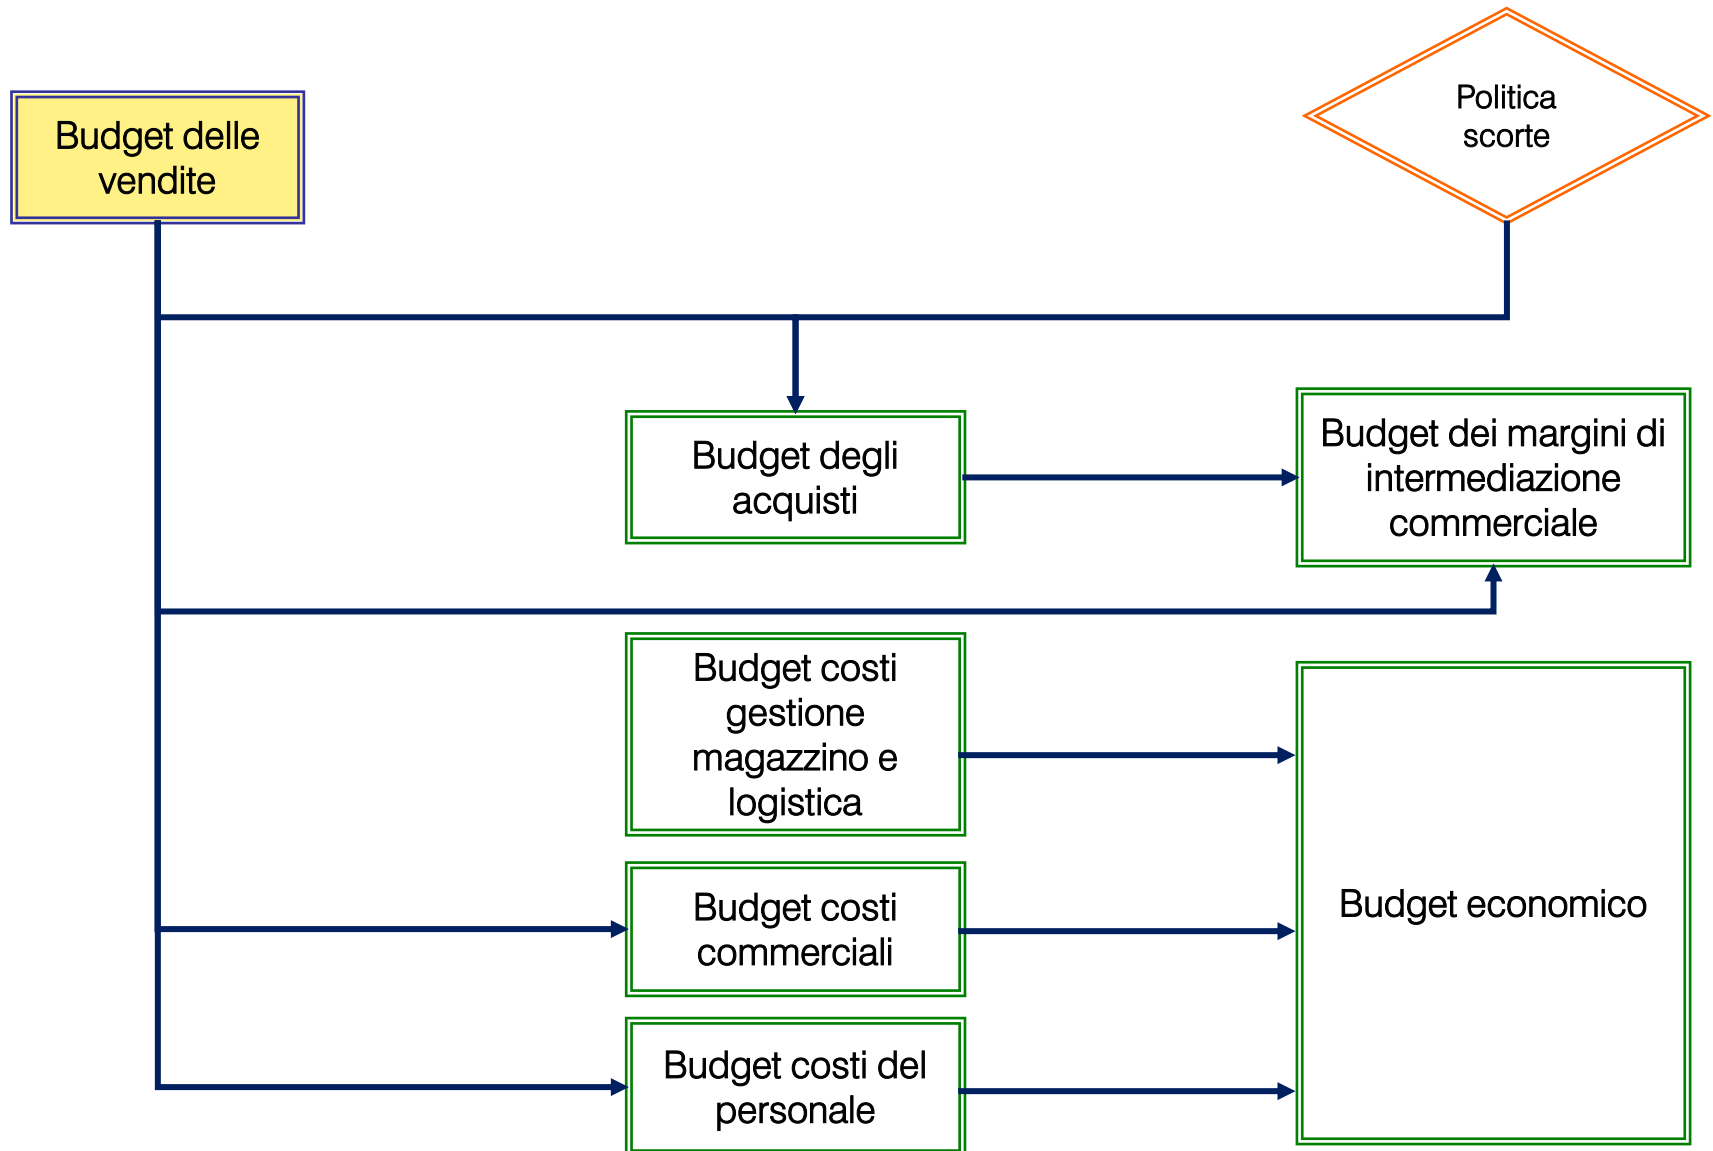 Politica
scorte
Budget delle
vendite
Budget degli
acquisti
Budget dei margini di
intermediazione
commerciale
Budget costi
gestione
magazzino e
logistica
Budget costi
commerciali
Budget economico
Budget costi del
personale